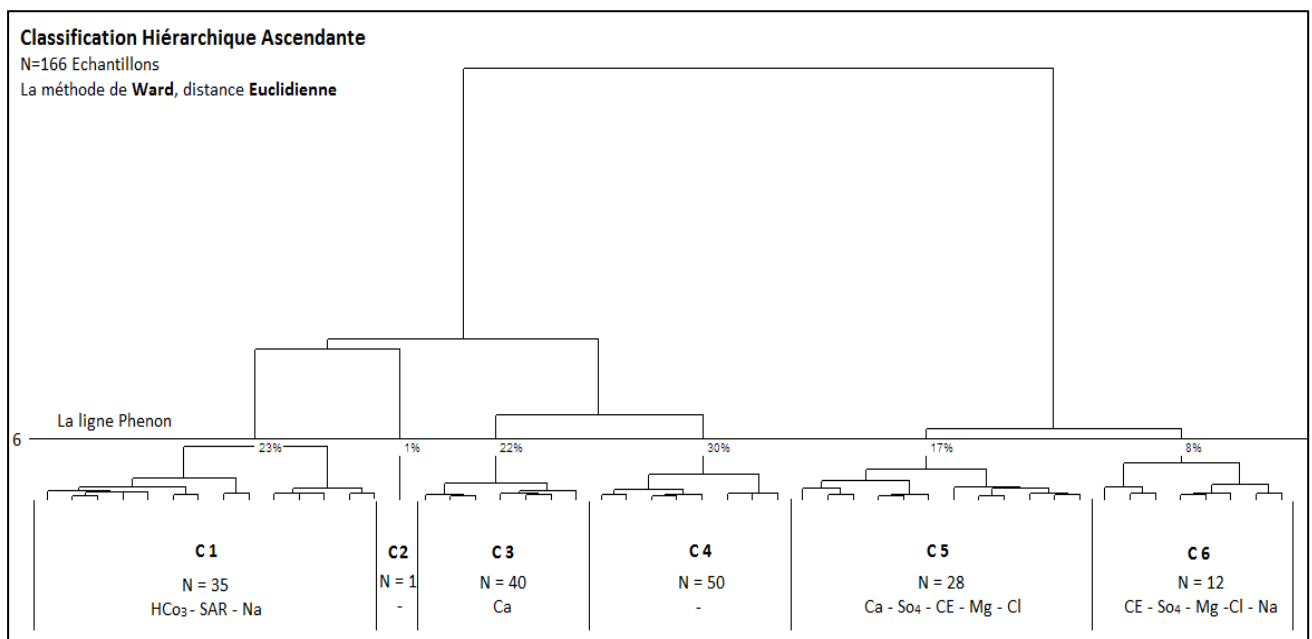 Classification Hiérarchique Ascendante
N=166 Echantillons
La méthode de Ward, distance Euclidienne
La ligne Phenon
6
23% 1% 22% 30% 17% 8%
C 1 C2 C 3 C 4 C 5 C 6
N = 35 N = 1 N = 40 N = 50 N = 28 N = 12
HCo₃ - SAR - Na - Ca - Ca - So₄ - CE - Mg - Cl CE - So₄ - Mg -Cl - Na